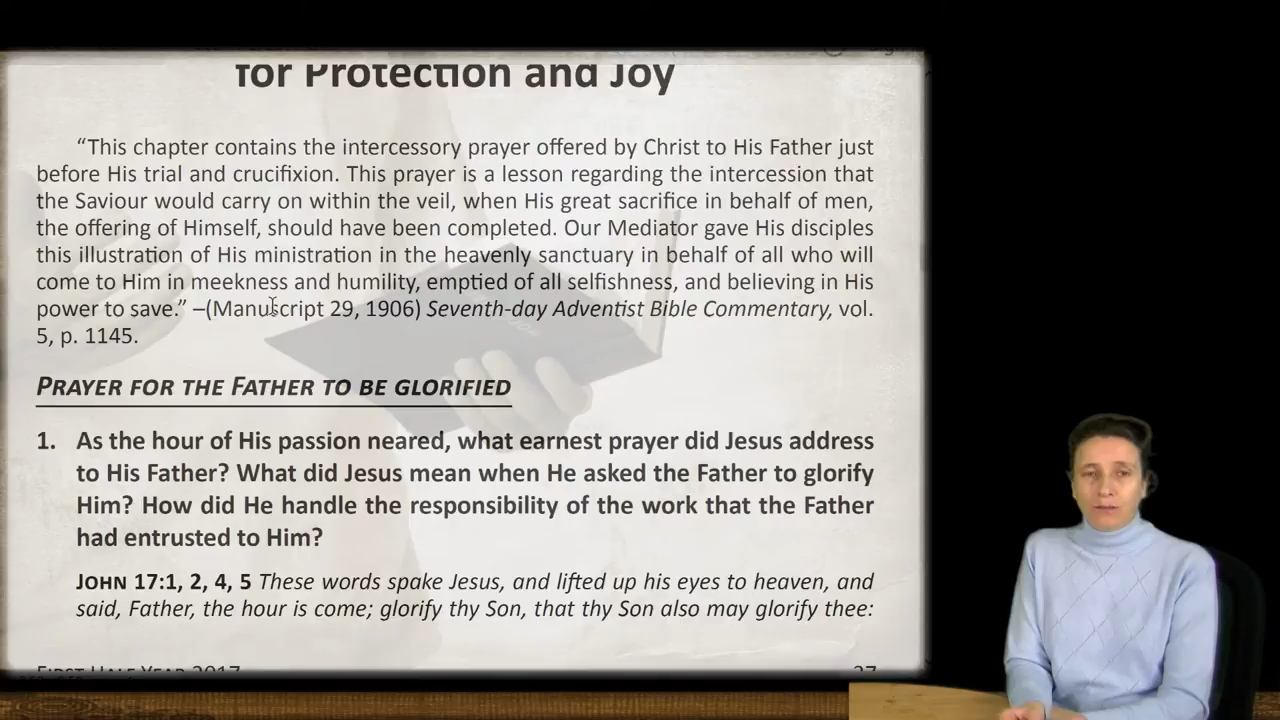 for Protection and Joy
“This chapter contains the intercessory prayer offered by Christ to His Father just
before His trial and crucifixion. This prayer is a lesson regarding the intercession that
the Saviour would carry on within the veil, when His great sacrifice in behalf of men,
the offering of Himself, should have been completed. Our Mediator gave His disciples
this illustration of His ministration in the heavenly sanctuary in behalf of all who will
come to Him in meekness and humility, emptied of all selfishness, and believing in His
power to save.” –(Manuscript 29, 1906) Seventh-day Adventist Bible Commentary, vol.
5, p. 1145.
PRAYER FOR THE FATHER TO BE GLORIFIED
1. As the hour of His passion neared, what earnest prayer did Jesus address
to His Father? What did Jesus mean when He asked the Father to glorify
Him? How did He handle the responsibility of the work that the Father
had entrusted to Him?
JOHN 17:1, 2, 4, 5 These words spake Jesus, and lifted up his eyes to heaven, and
said, Father, the hour is come; glorify thy Son, that thy Son also may glorify thee:
FIRST HALF YEAR 2017 27